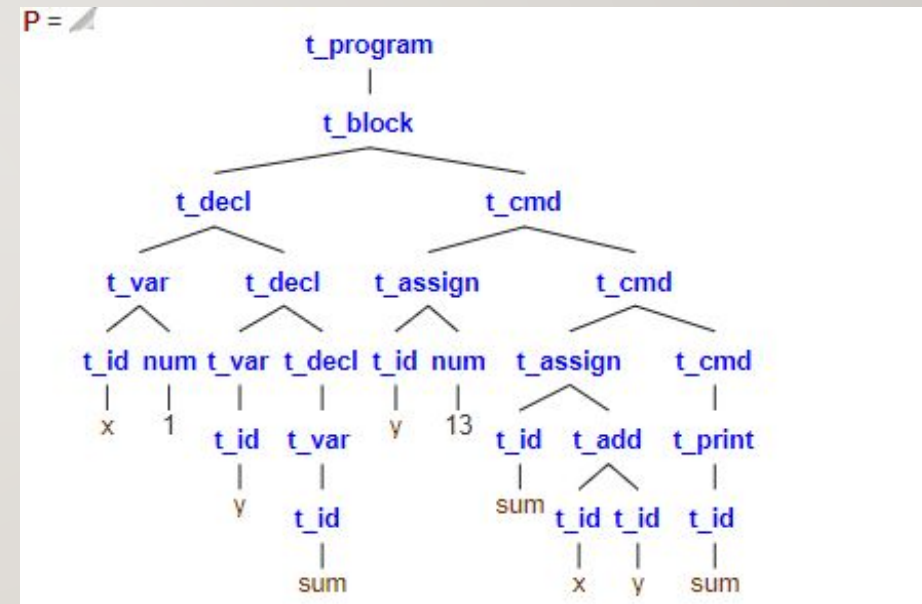 P =
t_program
t_block
t_decl t_cmd
t_var t_decl t_assign t_cmd
t_id num t_var t_decl t_id num t_assign t_cmd
x 1 t_id t_var y 13 t_id t_add t_print
y t_id sum t_id t_id t_id
sum x y sum